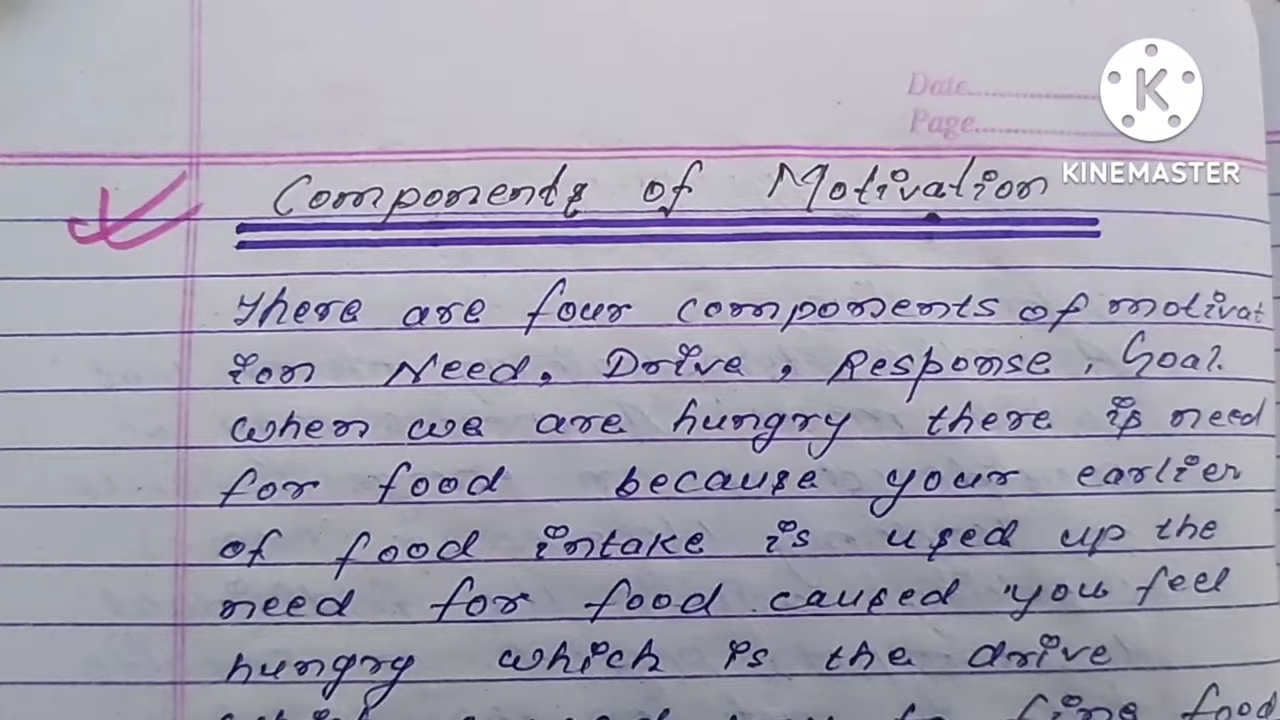 Date............
Page............
KINEMASTER
Components of Motivation
There are four components of motivat
ion Need, Drive, Response, Goal.
when we are hungry there is need
for food because your earlier
of food intake is used up the
need for food caused you feel
hungry which is the drive
food